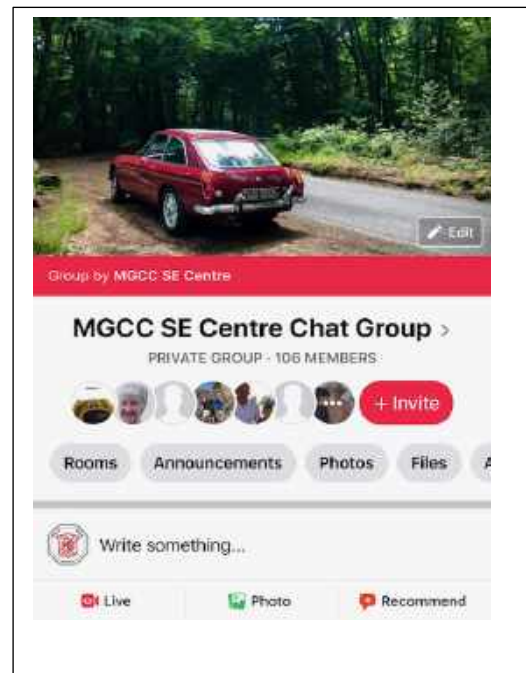 Edit
Group by MGCC SE Centre
MGCC SE Centre Chat Group >
PRIVATE GROUP · 106 MEMBERS
+ Invite
Rooms Announcements Photos Files A
Write something...
Live Photo Recommend